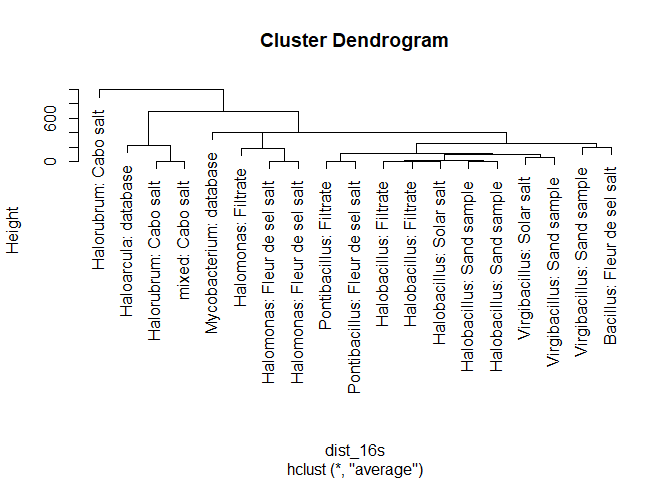 Cluster Dendrogram
Height
600
0
Halorubrum: Cabo salt
Haloarcula: database
Halorubrum: Cabo salt
mixed: Cabo salt
Mycobacterium: database
Halomonas: Filtrate
Halomonas: Fleur de sel salt
Halomonas: Fleur de sel salt
Pontibacillus: Filtrate
Pontibacillus: Fleur de sel salt
Halobacillus: Filtrate
Halobacillus: Filtrate
Halobacillus: Solar salt
Halobacillus: Sand sample
Halobacillus: Sand sample
Virgibacillus: Solar salt
Virgibacillus: Sand sample
Virgibacillus: Sand sample
Bacillus: Fleur de sel salt
dist_16s
hclust (*, "average")